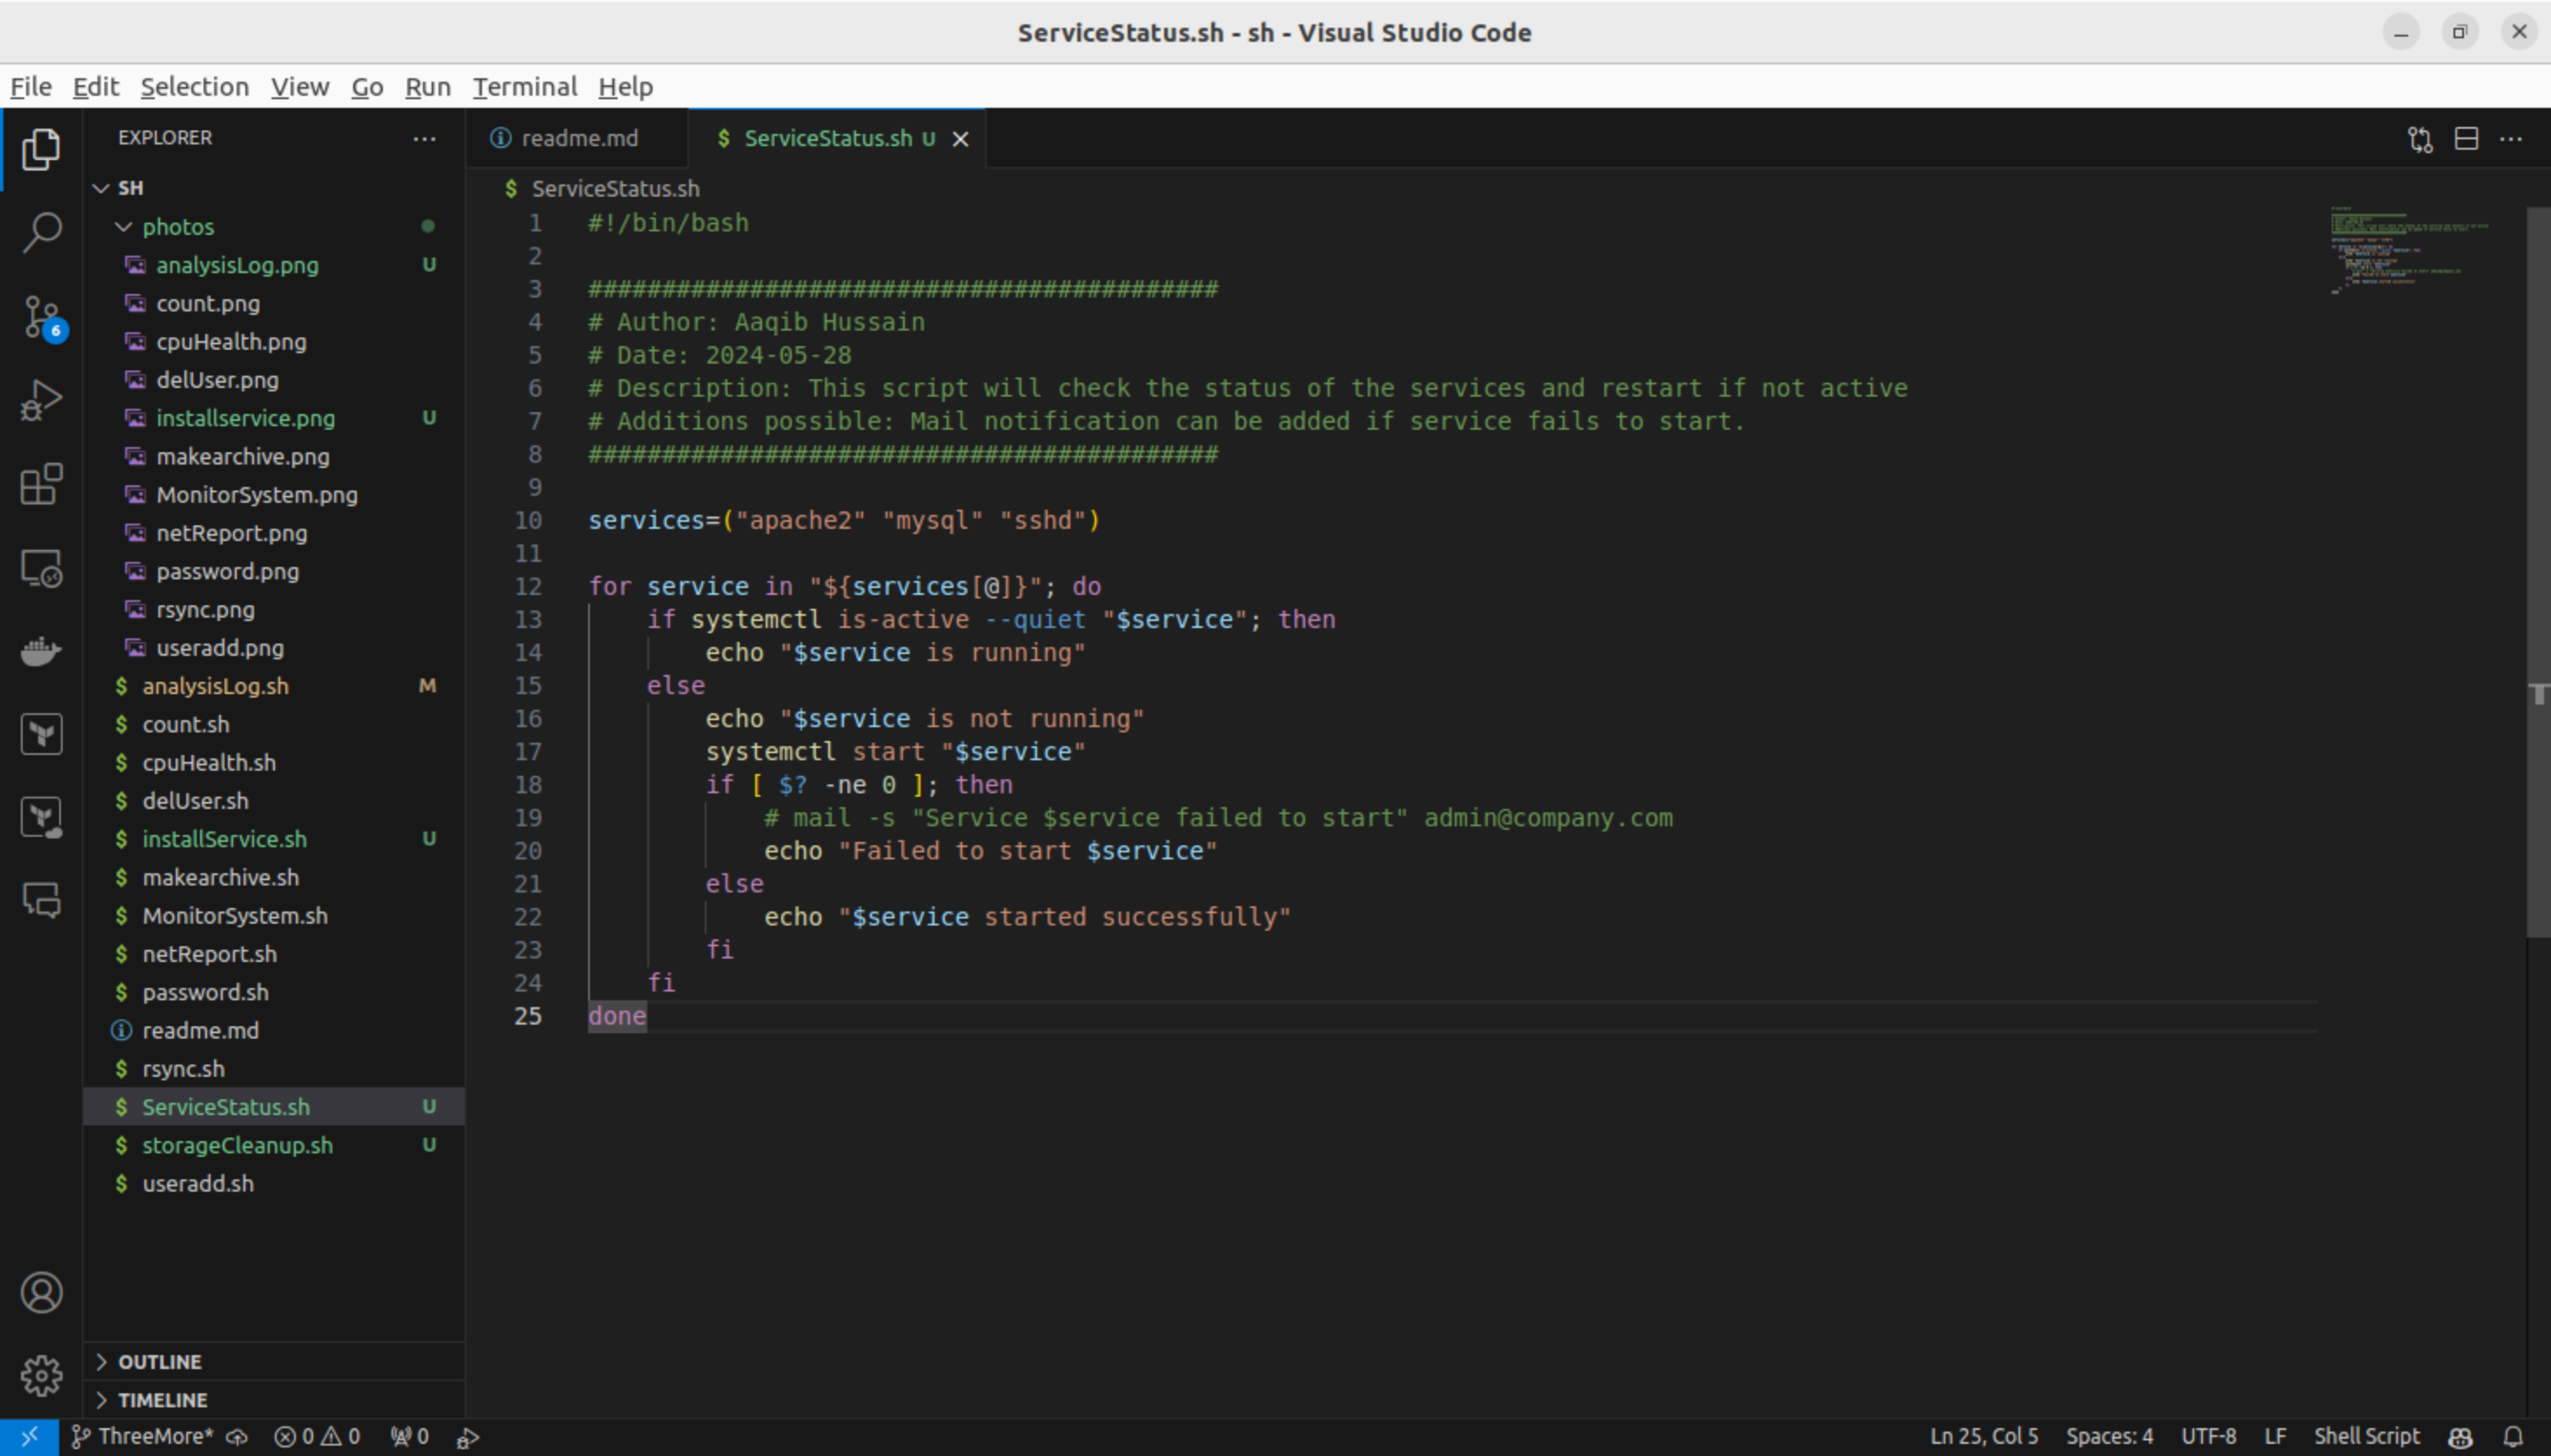 ServiceStatus.sh - sh - Visual Studio Code
File Edit Selection View Go Run Terminal Help
EXPLORER
SH
photos
analysisLog.png U
count.png
cpuHealth.png
delUser.png
installservice.png U
makearchive.png
MonitorSystem.png
netReport.png
password.png
rsync.png
useradd.png
$ analysisLog.sh M
$ count.sh
$ cpuHealth.sh
$ delUser.sh
$ installService.sh U
$ makearchive.sh
$ MonitorSystem.sh
$ netReport.sh
$ password.sh
readme.md
$ rsync.sh
$ ServiceStatus.sh U
$ storageCleanup.sh U
$ useradd.sh
OUTLINE
TIMELINE
6
readme.md
$ ServiceStatus.sh U
$ ServiceStatus.sh
1 #!/bin/bash
2
3 ###########################################
4 # Author: Aaqib Hussain
5 # Date: 2024-05-28
6 # Description: This script will check the status of the services and restart if not active
7 # Additions possible: Mail notification can be added if service fails to start.
8 ###########################################
9
10 services=("apache2" "mysql" "sshd")
11
12 for service in "${services[@]}"; do
13 if systemctl is-active --quiet "$service"; then
14 echo "$service is running"
15 else
16 echo "$service is not running"
17 systemctl start "$service"
18 if [ $? -ne 0 ]; then
19 # mail -s "Service $service failed to start" admin@company.com
20 echo "Failed to start $service"
21 else
22 echo "$service started successfully"
23 fi
24 fi
25 done
ThreeMore* 0 0 0
Ln 25, Col 5 Spaces: 4 UTF-8 LF Shell Script